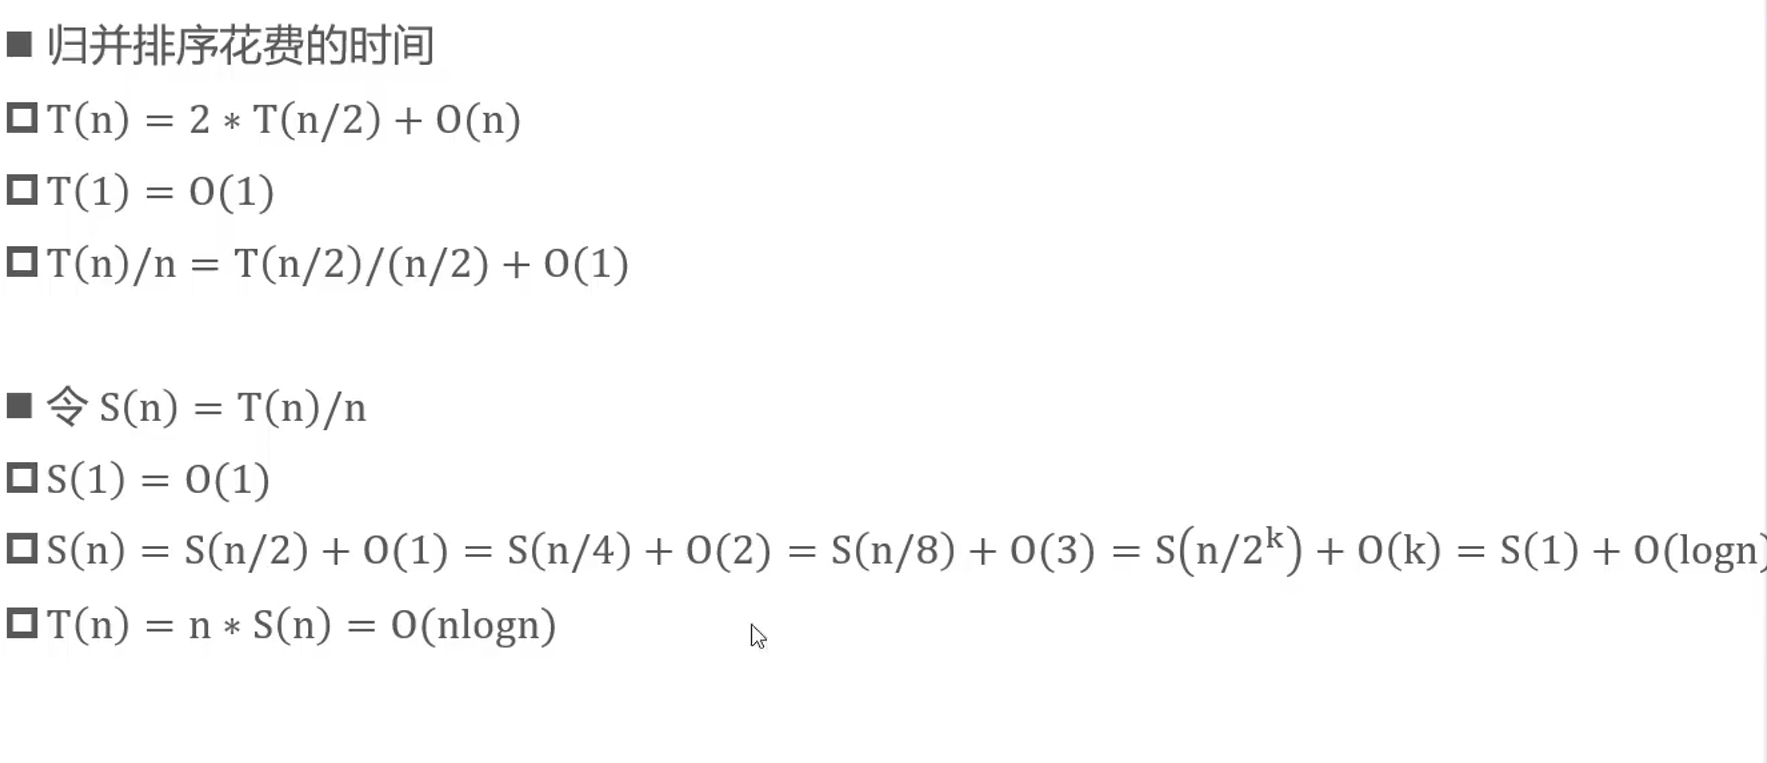 ■ 归并排序花费的时间
□ T(n) = 2 ∗ T(n/2) + O(n)
□ T(1) = O(1)
□ T(n)/n = T(n/2)/(n/2) + O(1)
■ 令 S(n) = T(n)/n
□ S(1) = O(1)
□ S(n) = S(n/2) + O(1) = S(n/4) + O(2) = S(n/8) + O(3) = S(n/2^k) + O(k) = S(1) + O(logn)
□ T(n) = n ∗ S(n) = O(nlogn)